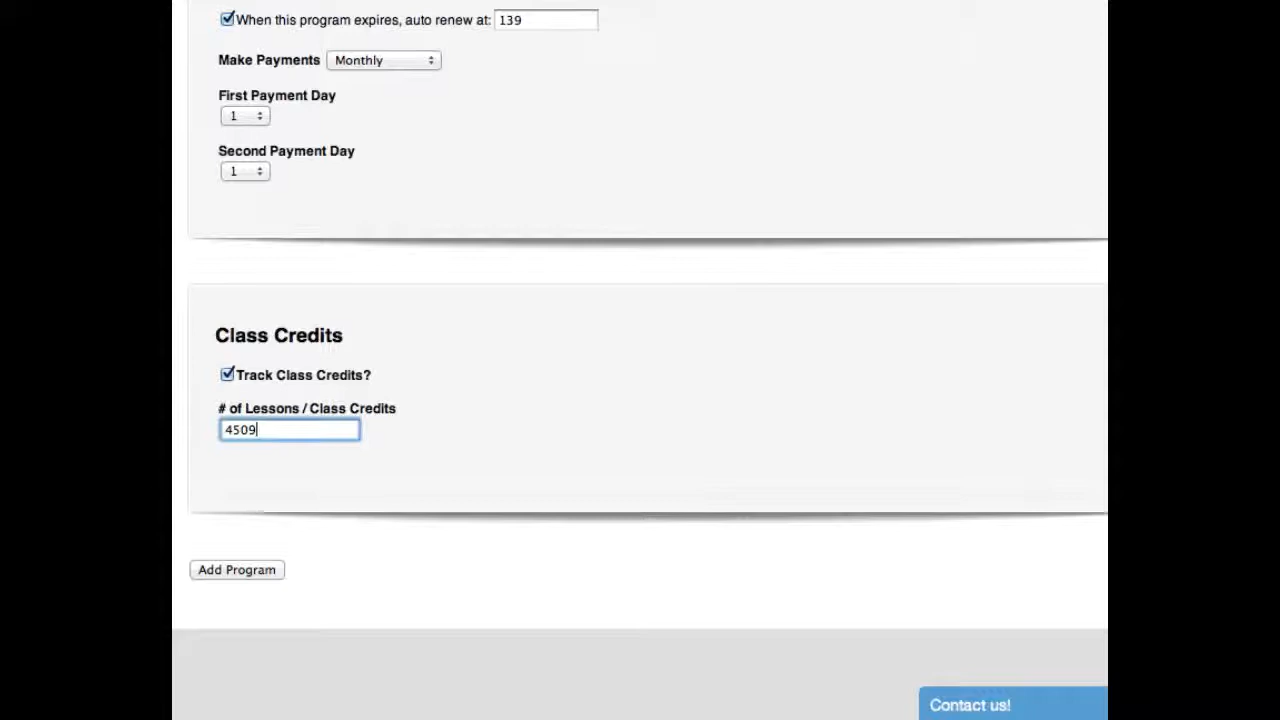 When this program expires, auto renew at: 139
Make Payments Monthly
First Payment Day
1
Second Payment Day
1
Class Credits
Track Class Credits?
# of Lessons / Class Credits
4509
Add Program
Contact us!